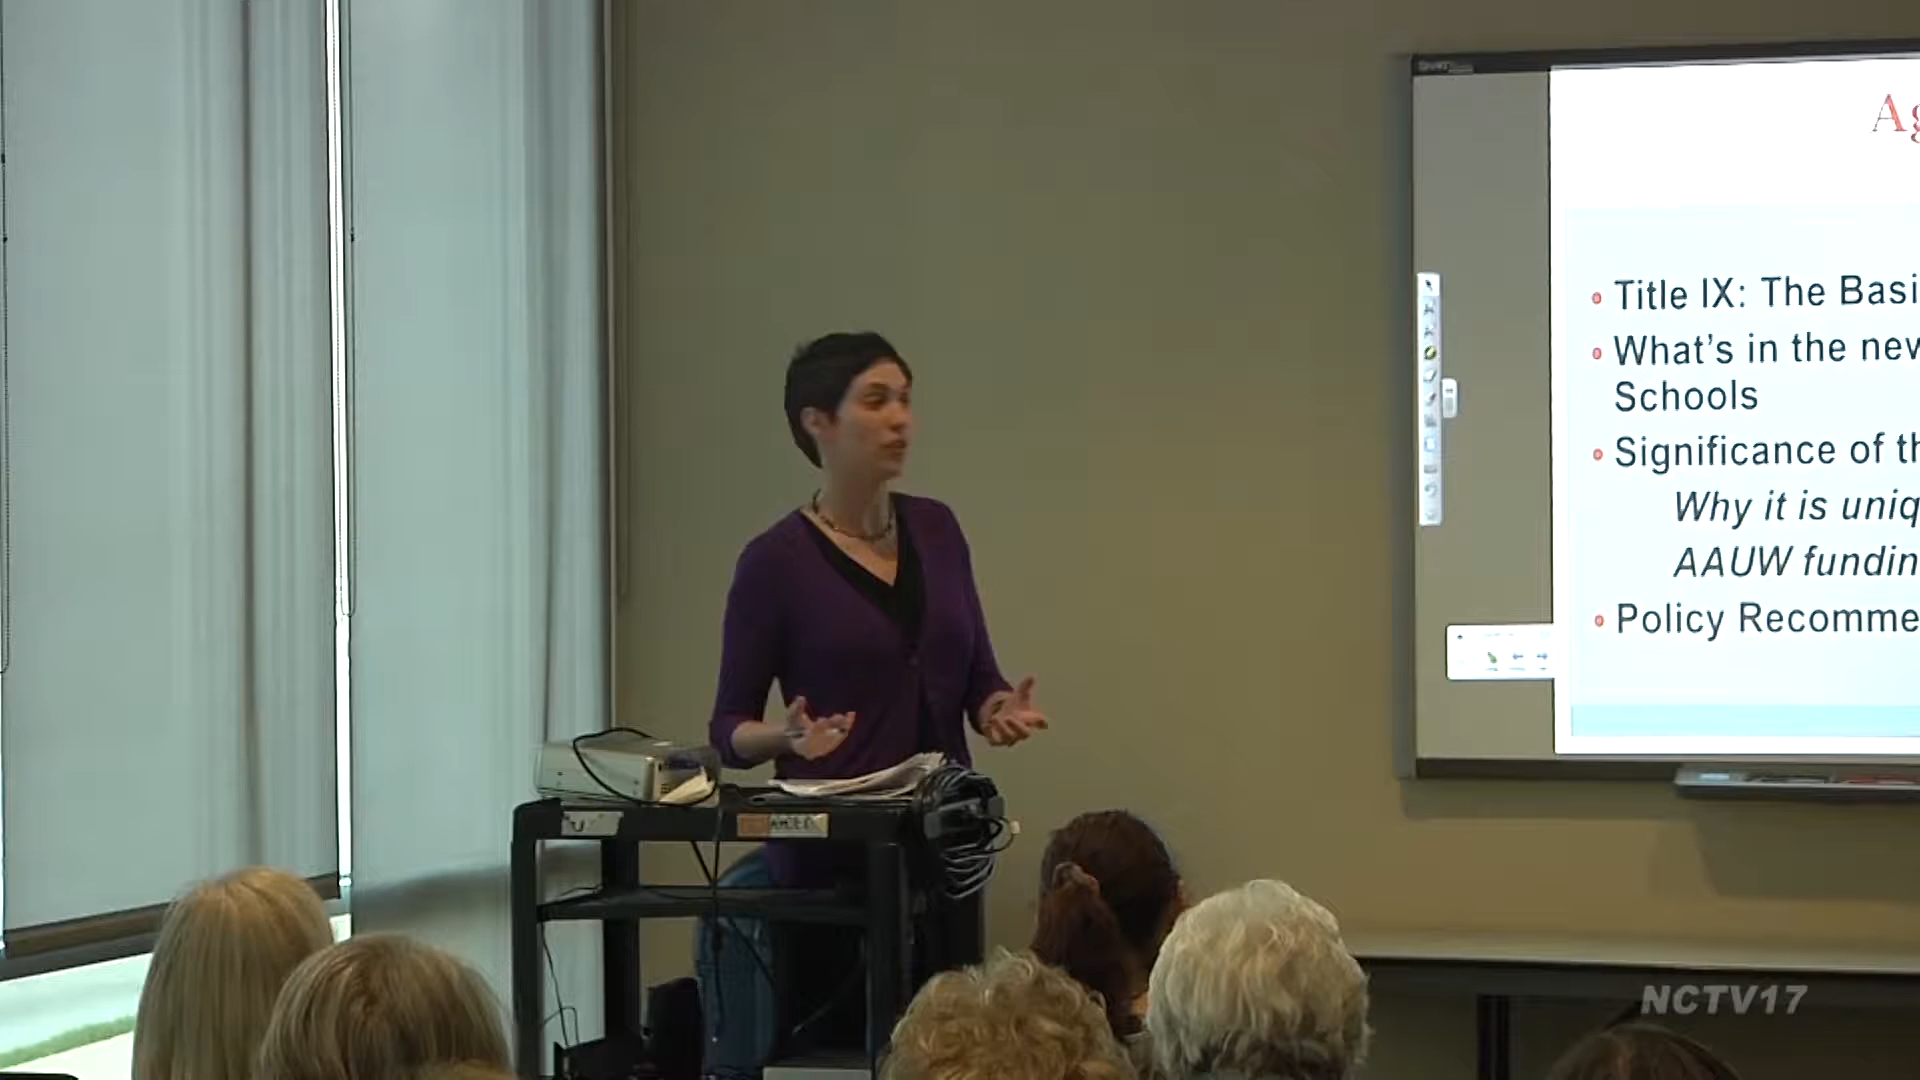 Ag
Title IX: The Basi
What's in the new
Schools
Significance of th
Why it is uniq
AAUW fundin
Policy Recomme
NCTV17